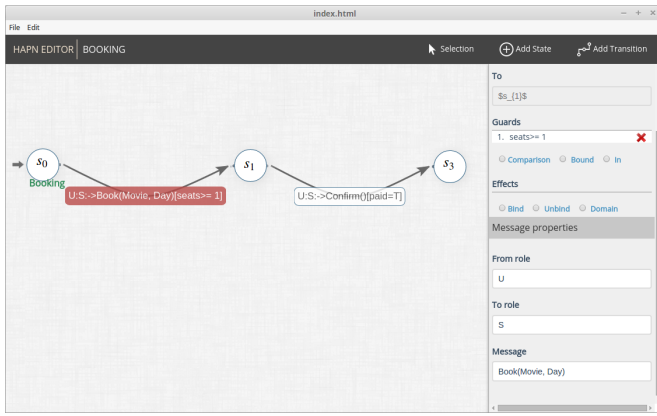 index.html
File Edit
HAPN EDITOR BOOKING
Selection
Add State
Add Transition
To
$s_{1}$
Guards
1. seats>= 1
Comparison Bound In
Effects
Bind Unbind Domain
Message properties
From role
U
To role
S
Message
Book(Movie, Day)
s0
s1
s3
Booking
U:S:->Book(Movie, Day)[seats>= 1]
U:S:->Confirm()[paid=T]